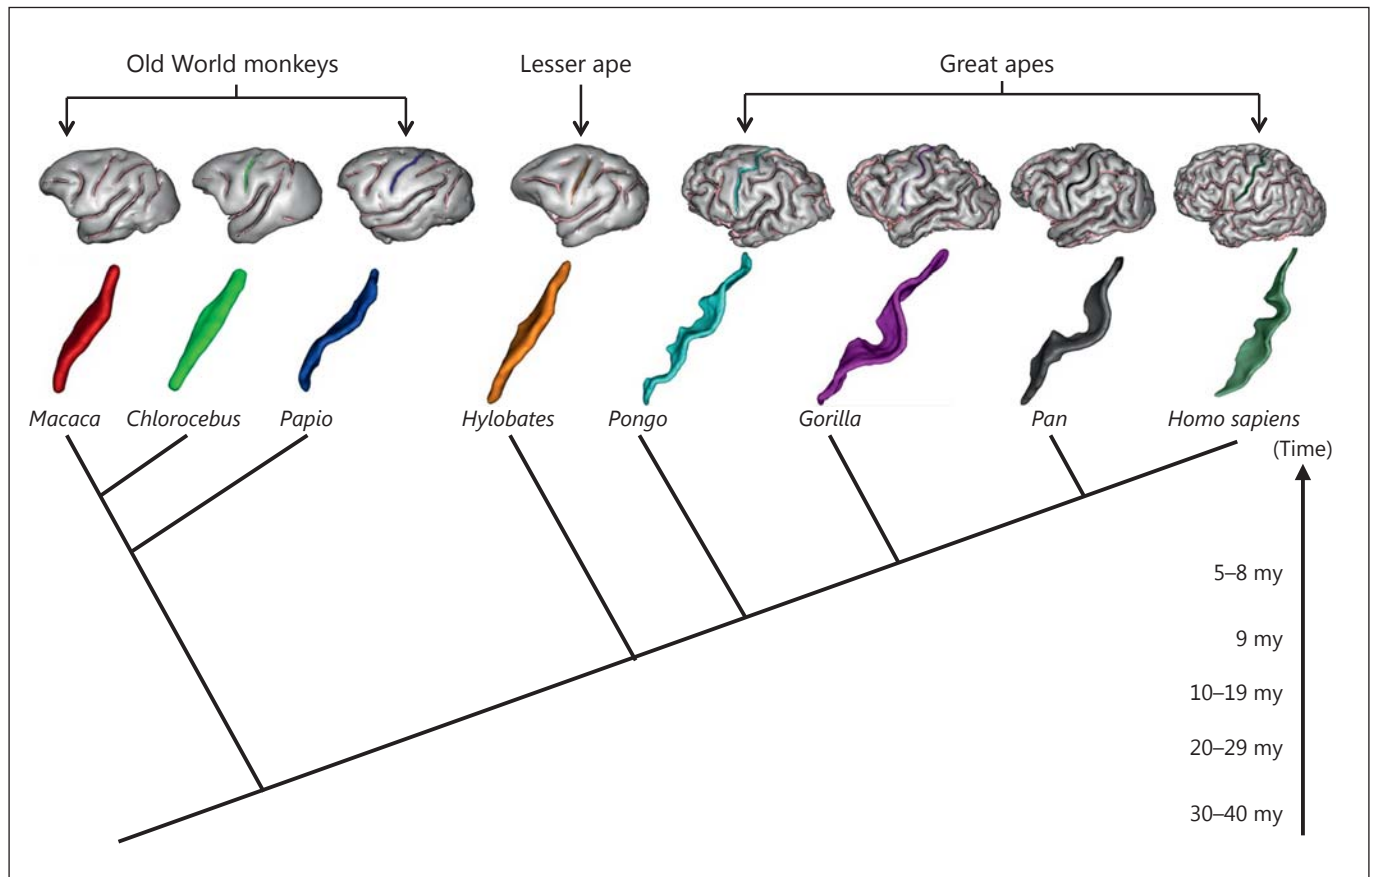 Old World monkeys
Lesser ape
Great apes
Macaca
Chlorocebus
Papio
Hylobates
Pongo
Gorilla
Pan
Homo sapiens
(Time)
5–8 my
9 my
10–19 my
20–29 my
30–40 my